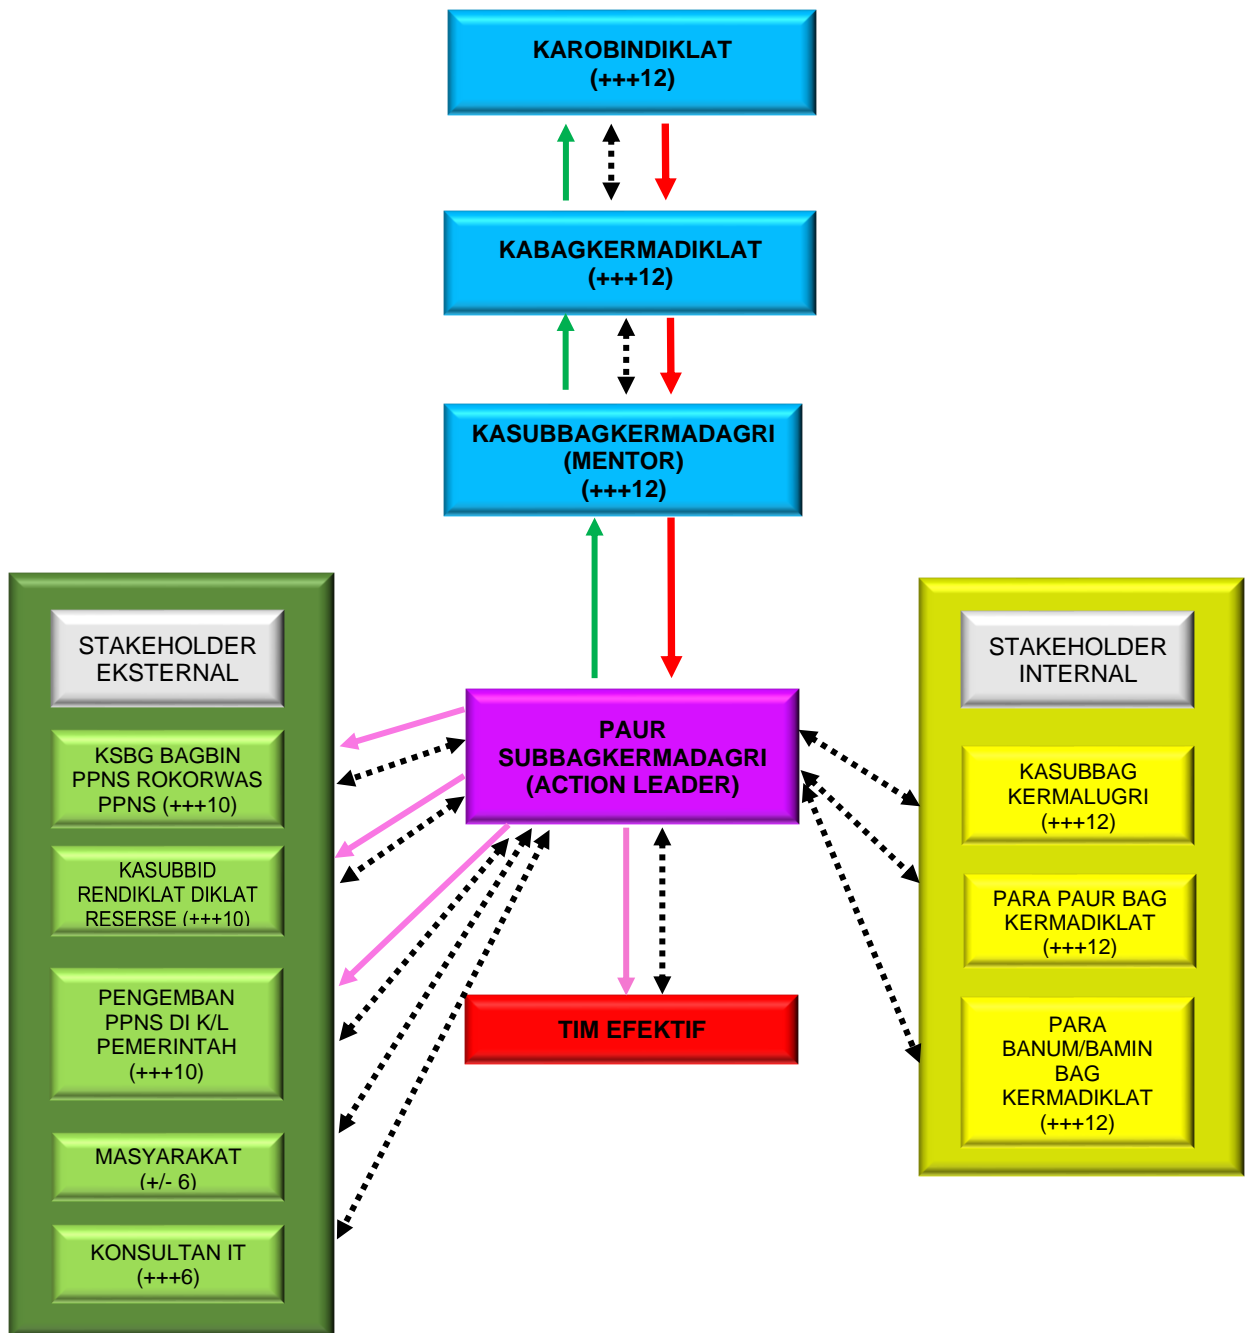 KAROBINDIKLAT
(+++12)
KABAGKERMADIKLAT
(+++12)
KASUBBAGKERMADAGRI
(MENTOR)
(+++12)
STAKEHOLDER
EKSTERNAL
KSBG BAGBIN
PPNS ROKORWAS
PPNS (+++10)
KASUBBID
RENDIKLAT DIKLAT
RESERSE (+++10)
PENGEMBAN
PPNS DI K/L
PEMERINTAH
(+++10)
MASYARAKAT
(+/- 6)
KONSULTAN IT
(+++6)
PAUR
SUBBAGKERMADAGRI
(ACTION LEADER)
TIM EFEKTIF
STAKEHOLDER
INTERNAL
KASUBBAG
KERMALUGRI
(+++12)
PARA PAUR BAG
KERMADIKLAT
(+++12)
PARA
BANUM/BAMIN
BAG
KERMADIKLAT
(+++12)